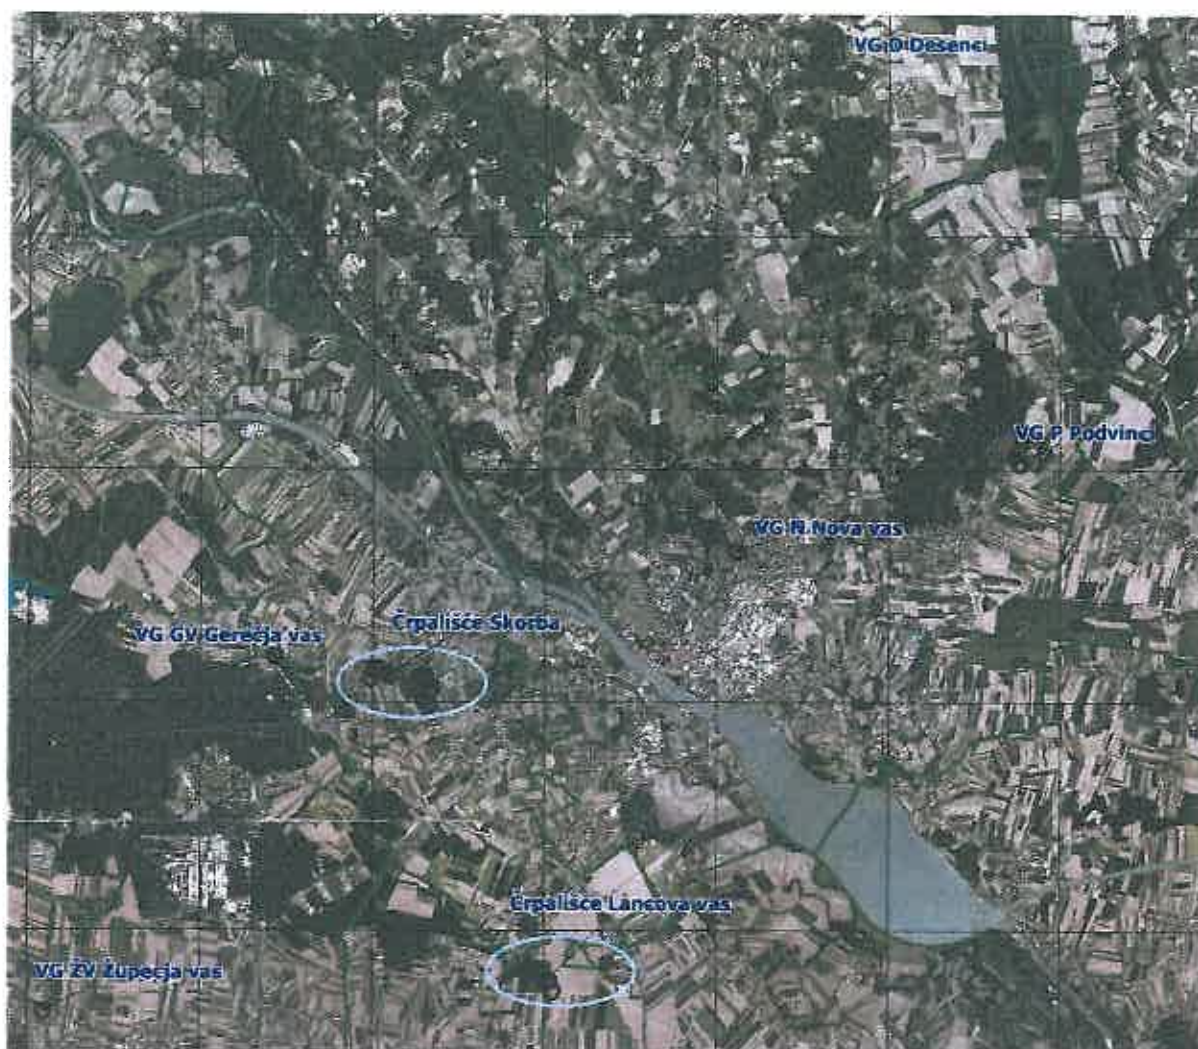 VG D Desenci
VG P Podvinci
VG N Nova vas
Črpališče Skorba
VG GV Gerečja vas
Črpališče Lancova vas
VG ŽV Župečja vas